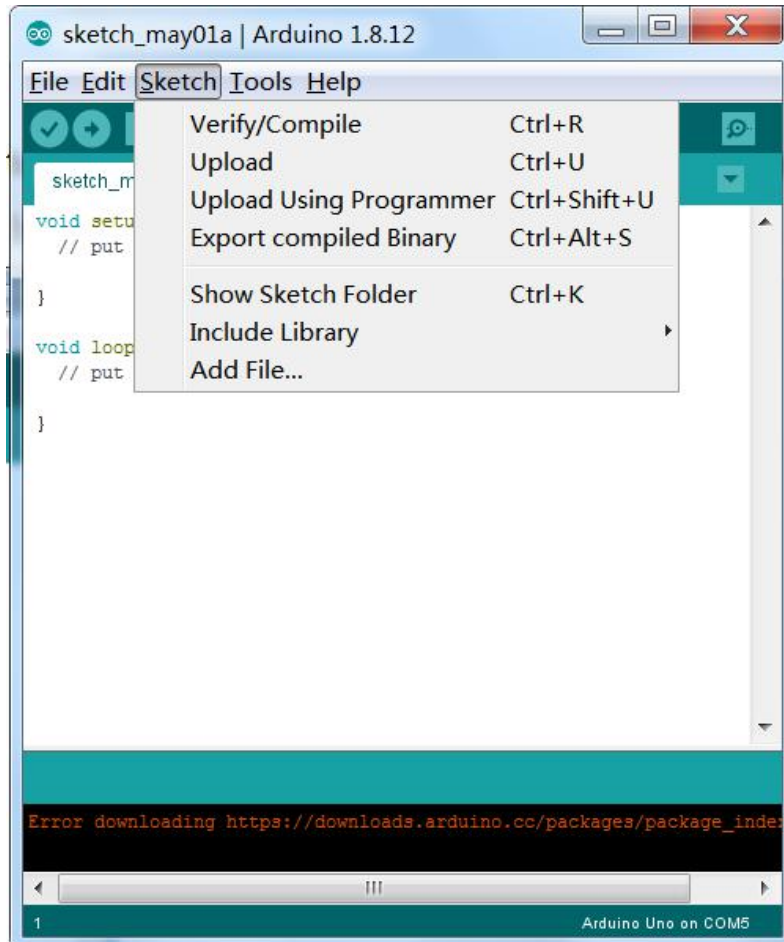 sketch_may01a | Arduino 1.8.12
File Edit Sketch Tools Help
Verify/Compile Ctrl+R
Upload Ctrl+U
Upload Using Programmer Ctrl+Shift+U
Export compiled Binary Ctrl+Alt+S
Show Sketch Folder Ctrl+K
Include Library
Add File...
sketch_m
void setu
// put
}
void loop
// put
}
Error downloading https://downloads.arduino.cc/packages/package_inde
1 Arduino Uno on COM5